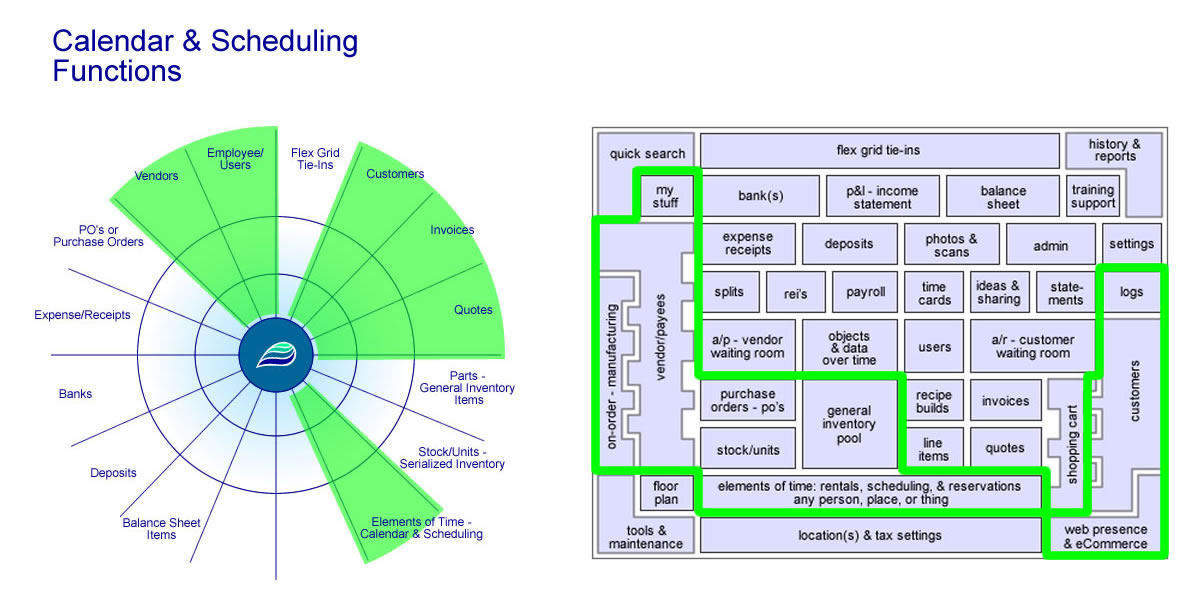 Calendar & Scheduling
Functions
Employee/
Users
Flex Grid
Tie-Ins
Vendors
Customers
PO's or
Purchase Orders
Invoices
Expense/Receipts
Quotes
Banks
Parts -
General Inventory
Items
Deposits
Stock/Units -
Serialized Inventory
Balance Sheet
Items
Elements of Time -
Calendar & Scheduling
quick search
flex grid tie-ins
history &
reports
my
stuff
bank(s)
p&l - income
statement
balance
sheet
training
support
expense
receipts
deposits
photos &
scans
admin
settings
splits
rei's
payroll
time
cards
ideas &
sharing
state-
ments
logs
on-order - manufacturing
vendor/payees
a/p - vendor
waiting room
objects
& data
over time
users
a/r - customer
waiting room
customers
purchase
orders - po's
general
inventory
pool
recipe
builds
invoices
shopping cart
stock/units
line
items
quotes
floor
plan
elements of time: rentals, scheduling, & reservations
any person, place, or thing
tools &
maintenance
location(s) & tax settings
web presence
& eCommerce